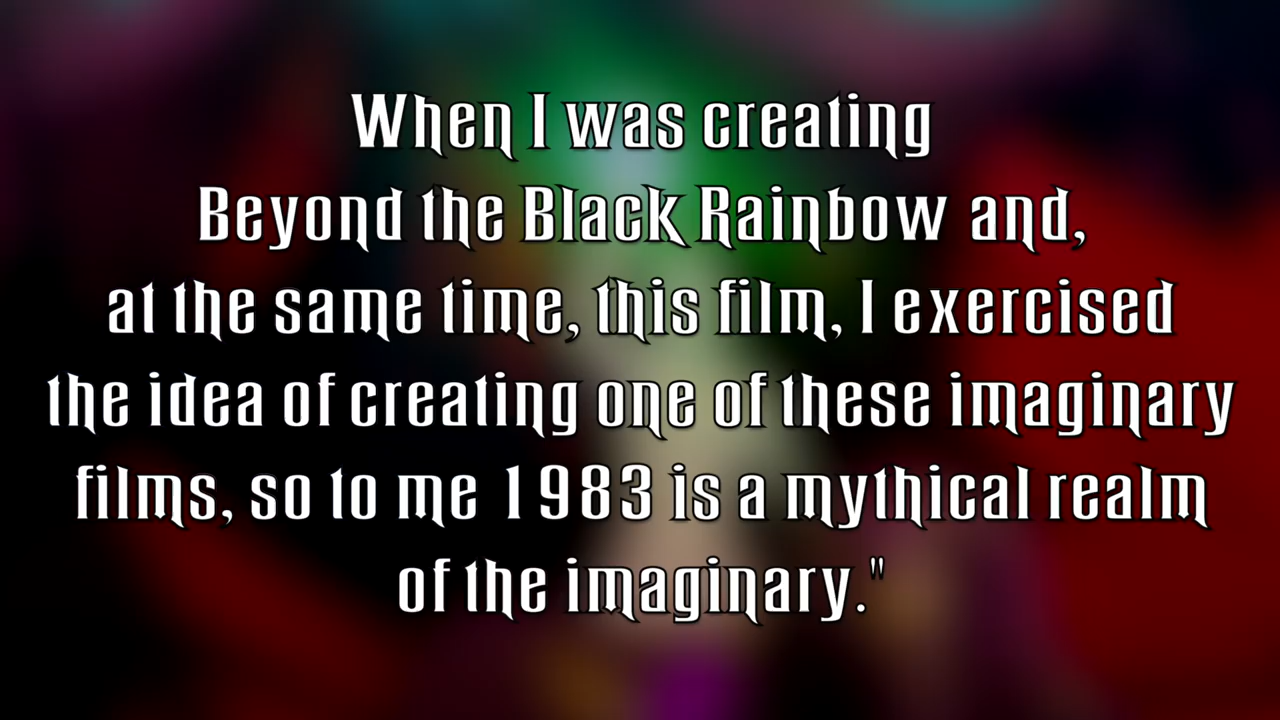 When I was creating
Beyond the Black Rainbow and,
at the same time, this film, I exercised
the idea of creating one of these imaginary
films, so to me 1983 is a mythical realm
of the imaginary."